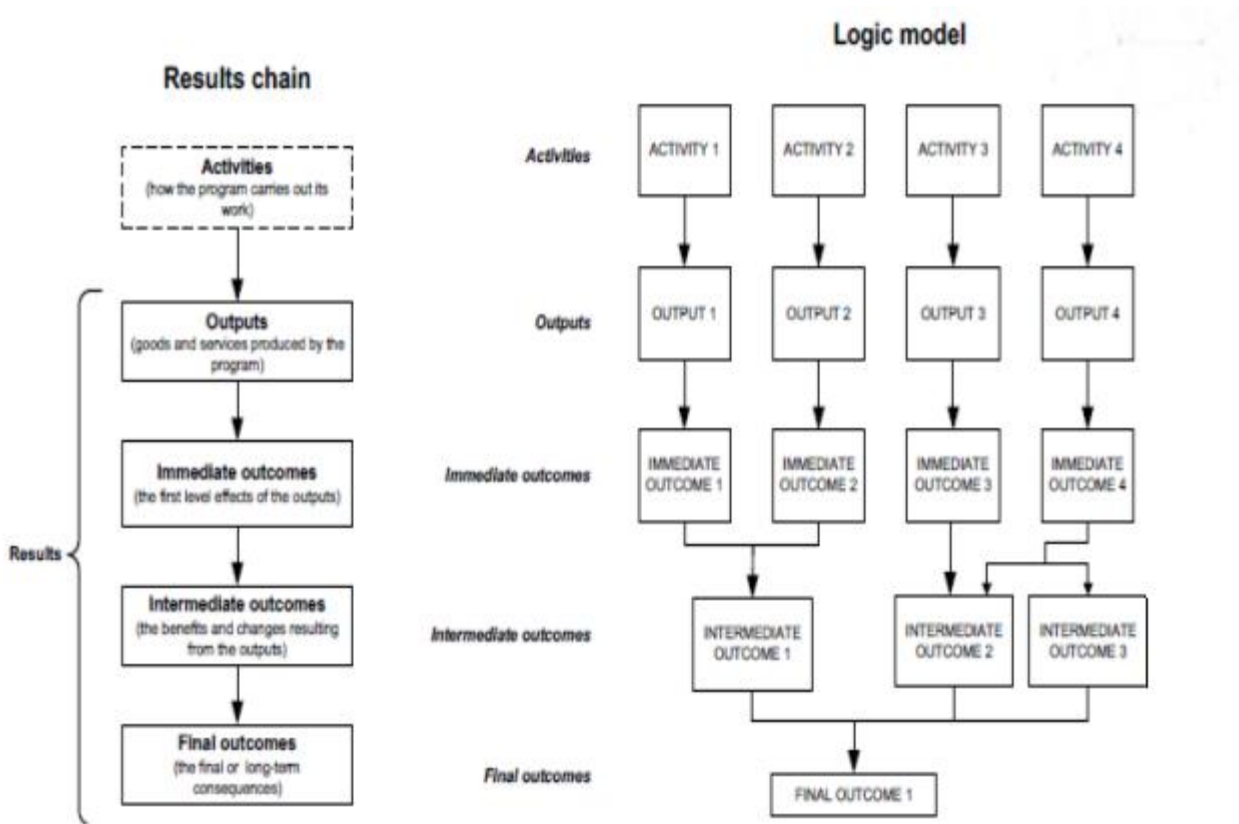 Logic model
Results chain
Activities
(how the program carries out its
work)
Outputs
(goods and services produced by the
program)
Immediate outcomes
(the first level effects of the outputs)
Results
Intermediate outcomes
(the benefits and changes resulting
from the outputs)
Final outcomes
(the final or long-term
consequences)
Activities
ACTIVITY 1
ACTIVITY 2
ACTIVITY 3
ACTIVITY 4
Outputs
OUTPUT 1
OUTPUT 2
OUTPUT 3
OUTPUT 4
Immediate outcomes
IMMEDIATE
OUTCOME 1
IMMEDIATE
OUTCOME 2
IMMEDIATE
OUTCOME 3
IMMEDIATE
OUTCOME 4
Intermediate outcomes
INTERMEDIATE
OUTCOME 1
INTERMEDIATE
OUTCOME 2
INTERMEDIATE
OUTCOME 3
Final outcomes
FINAL OUTCOME 1